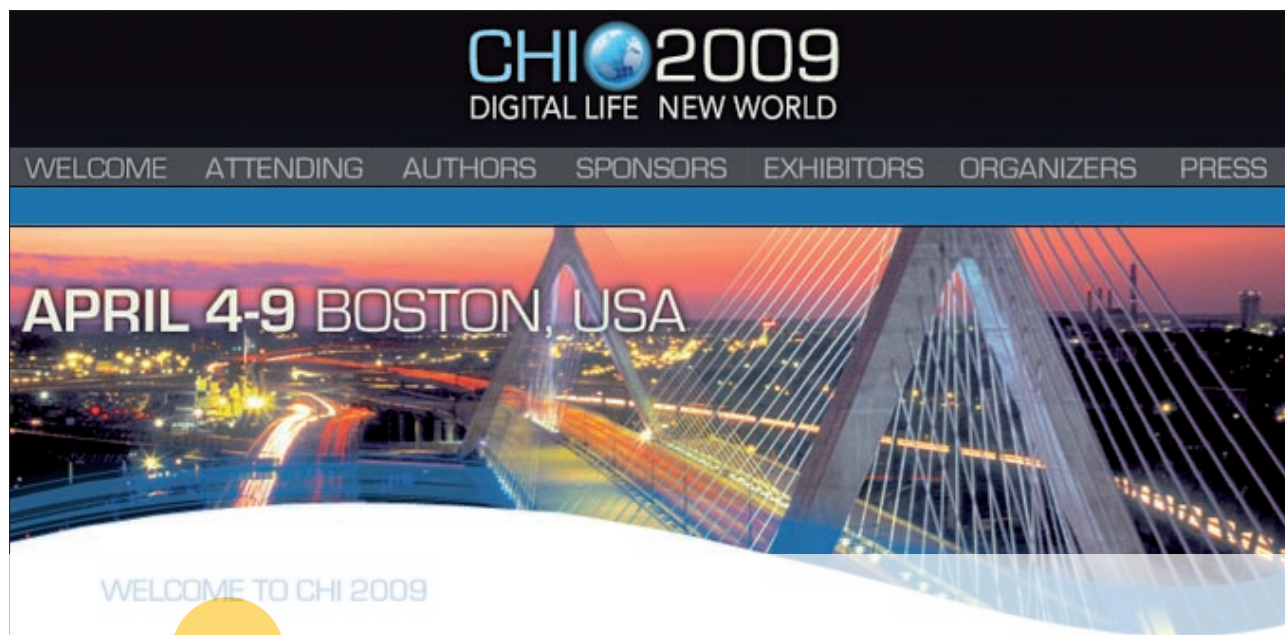 CHI 2009
DIGITAL LIFE NEW WORLD
WELCOME ATTENDING AUTHORS SPONSORS EXHIBITORS ORGANIZERS PRESS
APRIL 4-9 BOSTON, USA
WELCOME TO CHI 2009